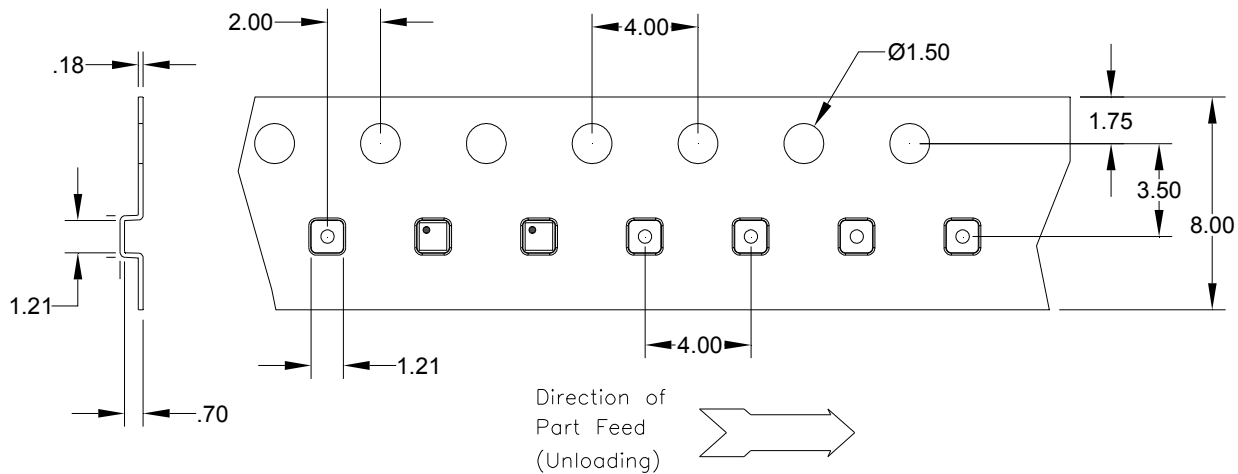 2.00
4.00
.18
Ø1.50
1.75
3.50
8.00
1.21
1.21
4.00
.70
Direction of
Part Feed
(Unloading)